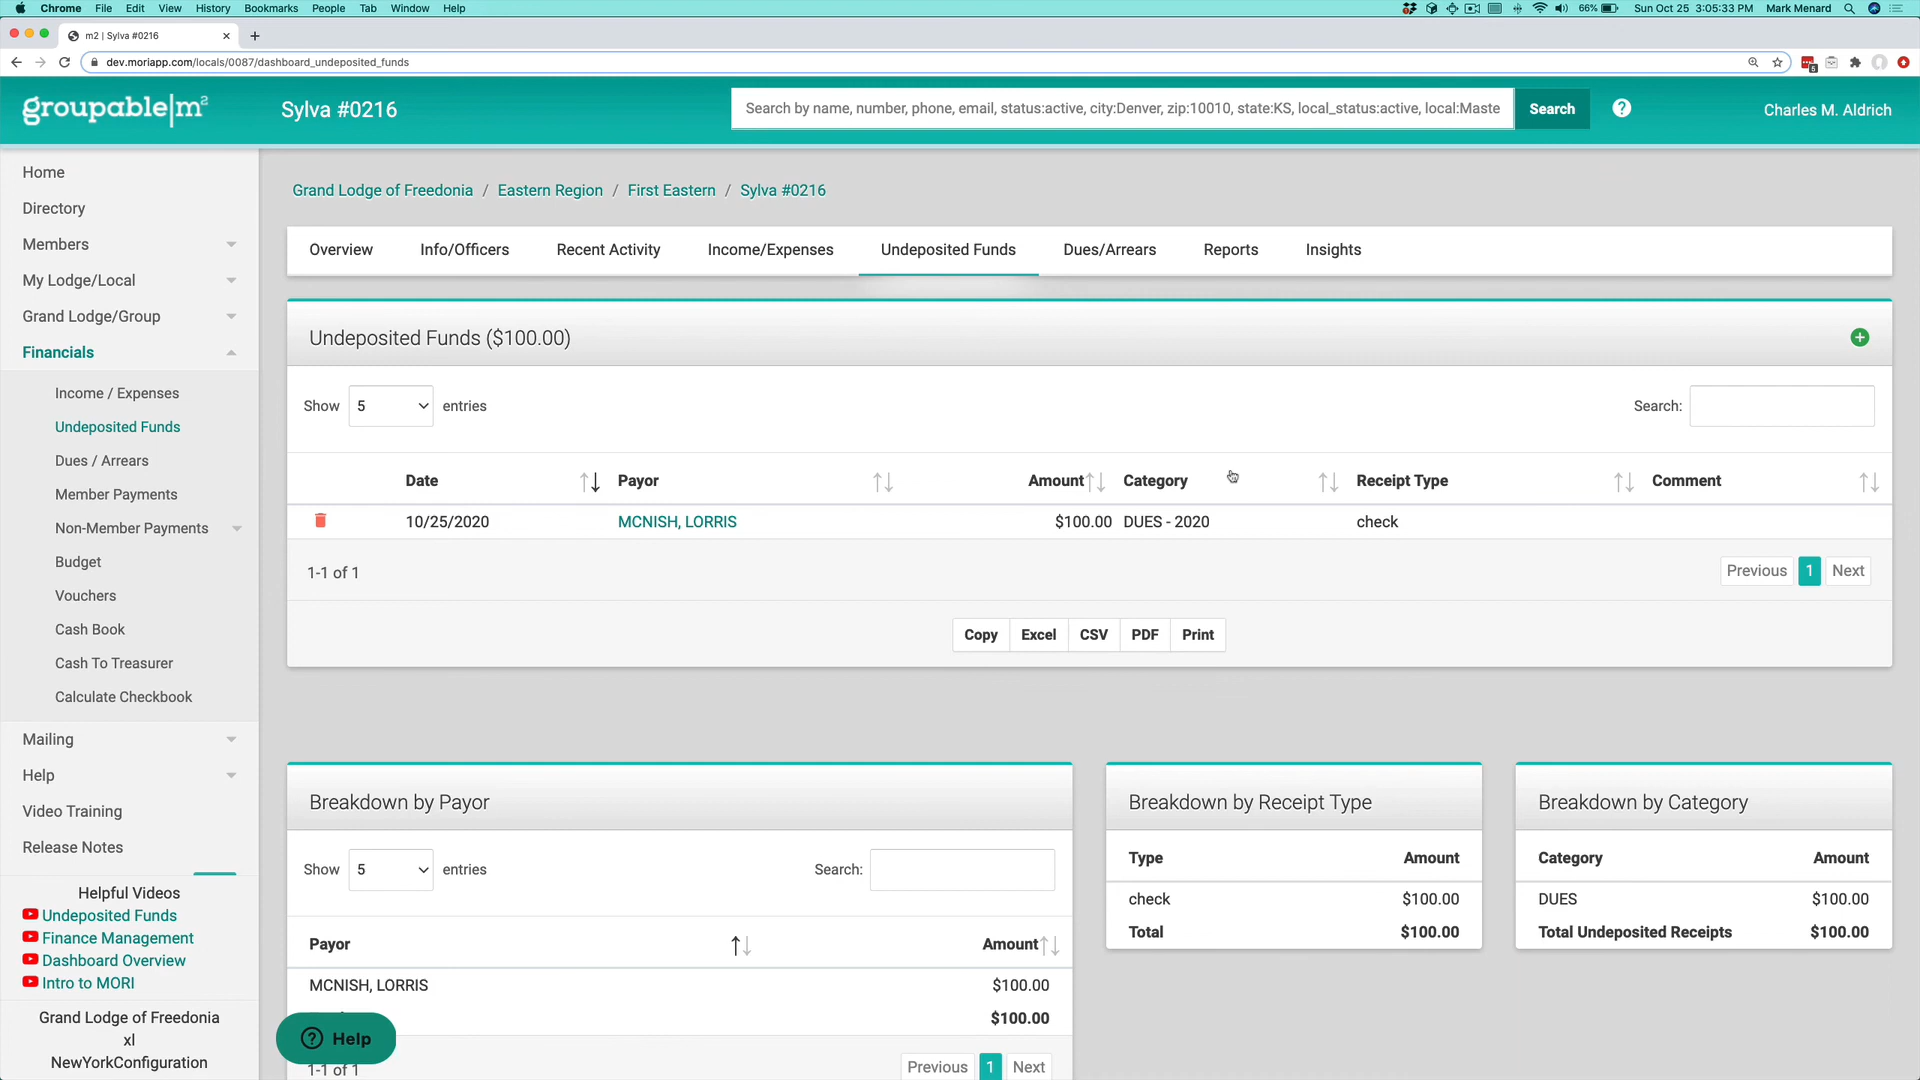 Chrome File Edit View History Bookmarks People Tab Window Help 66% Sun Oct 25 3:05:33 PM Mark Menard
m2 | Sylva #0216
dev.moriapp.com/locals/0087/dashboard_undeposited_funds
groupable|m²
Sylva #0216
Search by name, number, phone, email, status:active, city:Denver, zip:10010, state:KS, local_status:active, local:Maste
Search
Charles M. Aldrich
Home
Directory
Members
My Lodge/Local
Grand Lodge/Group
Financials
Income / Expenses
Undeposited Funds
Dues / Arrears
Member Payments
Non-Member Payments
Budget
Vouchers
Cash Book
Cash To Treasurer
Calculate Checkbook
Mailing
Help
Video Training
Release Notes
Helpful Videos
Undeposited Funds
Finance Management
Dashboard Overview
Intro to MORI
Grand Lodge of Freedonia
xl
NewYorkConfiguration
Grand Lodge of Freedonia / Eastern Region / First Eastern / Sylva #0216
Overview Info/Officers Recent Activity Income/Expenses Undeposited Funds Dues/Arrears Reports Insights
Undeposited Funds ($100.00)
Show 5 entries Search:
Date Payor Amount Category Receipt Type Comment
10/25/2020 MCNISH, LORRIS $100.00 DUES - 2020 check
1-1 of 1 Previous 1 Next
Copy Excel CSV PDF Print
Breakdown by Payor
Show 5 entries Search:
Payor Amount
MCNISH, LORRIS $100.00
$100.00
Help
1-1 of 1 Previous 1 Next
Breakdown by Receipt Type
Type Amount
check $100.00
Total $100.00
Breakdown by Category
Category Amount
DUES $100.00
Total Undeposited Receipts $100.00